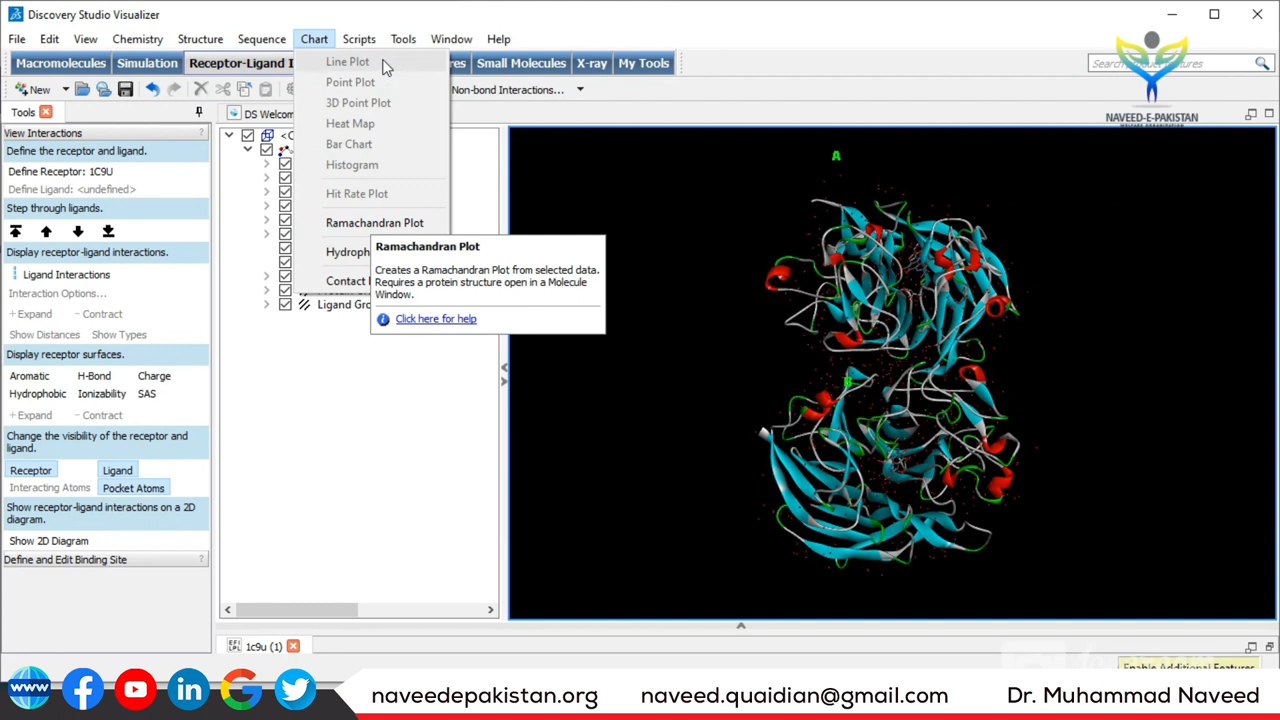 Discovery Studio Visualizer
File Edit View Chemistry Structure Sequence Chart Scripts Tools Window Help
Macromolecules Simulation Receptor-Ligand I res Small Molecules X-ray My Tools
New Non-bond Interactions...
Tools
DS Welcom
View Interactions ?
Define the receptor and ligand.
Define Receptor: 1C9U
Define Ligand: <undefined>
Step through ligands.
Display receptor-ligand interactions.
Ligand Interactions
Interaction Options...
+ Expand - Contract
Show Distances Show Types
Display receptor surfaces.
Aromatic H-Bond Charge
Hydrophobic Ionizability SAS
+ Expand - Contract
Change the visibility of the receptor and
ligand.
Receptor Ligand
Interacting Atoms Pocket Atoms
Show receptor-ligand interactions on a 2D
diagram.
Show 2D Diagram
Define and Edit Binding Site ?
Line Plot
Point Plot
3D Point Plot
Heat Map
Bar Chart
Histogram
Hit Rate Plot
Ramachandran Plot
Hydroph
Contact
Ligand Gro
Ramachandran Plot
Creates a Ramachandran Plot from selected data.
Requires a protein structure open in a Molecule
Window.
Click here for help
A
B
NAVEED-E-PAKISTAN
1c9u (1)
Enable Additional Features
www
naveedepakistan.org naveed.quaidian@gmail.com Dr. Muhammad Naveed